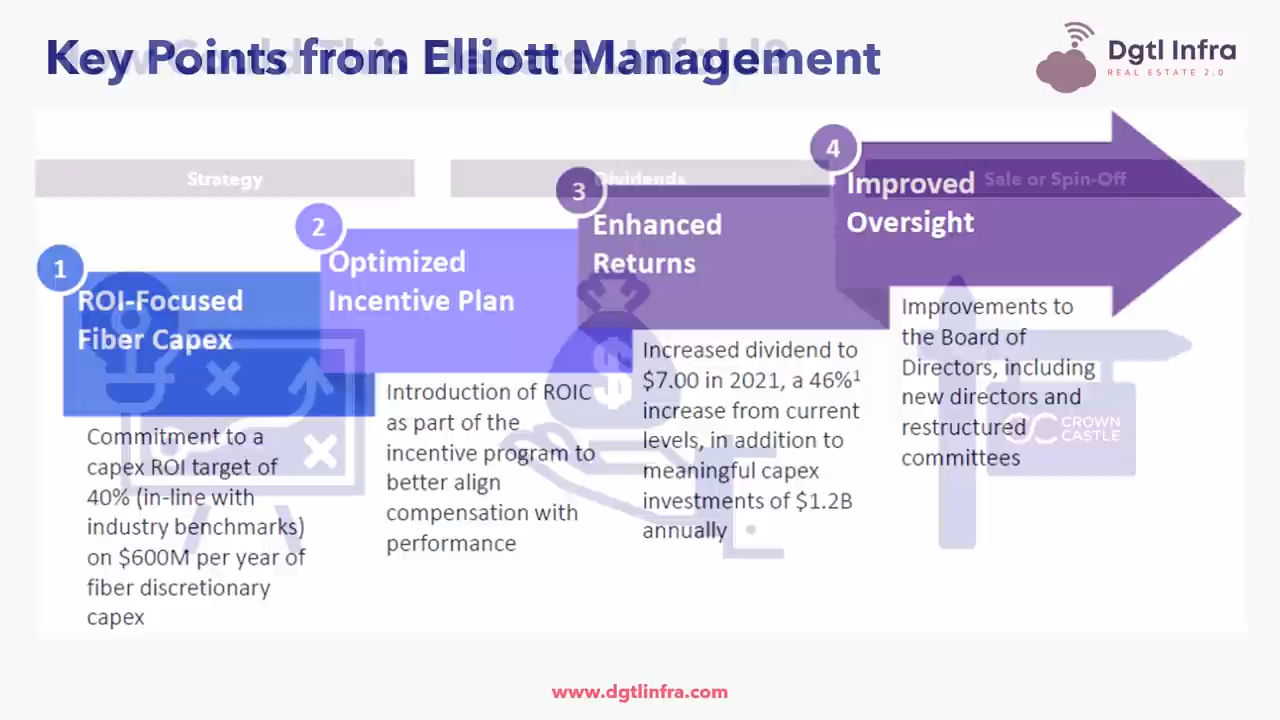 Key Points from Elliott Management
Dgtl Infra
REAL ESTATE 2.0
Strategy
Dividends
Sale or Spin-Off
1
ROI-Focused
Fiber Capex
Commitment to a
capex ROI target of
40% (in-line with
industry benchmarks)
on $600M per year of
fiber discretionary
capex
2
Optimized
Incentive Plan
Introduction of ROIC
as part of the
incentive program to
better align
compensation with
performance
3
Enhanced
Returns
$
Increased dividend to
$7.00 in 2021, a 46%¹
increase from current
levels, in addition to
meaningful capex
investments of $1.2B
annually
4
Improved
Oversight
Improvements to
the Board of
Directors, including
new directors and
restructured
committees
CROWN
CASTLE
www.dgtlinfra.com